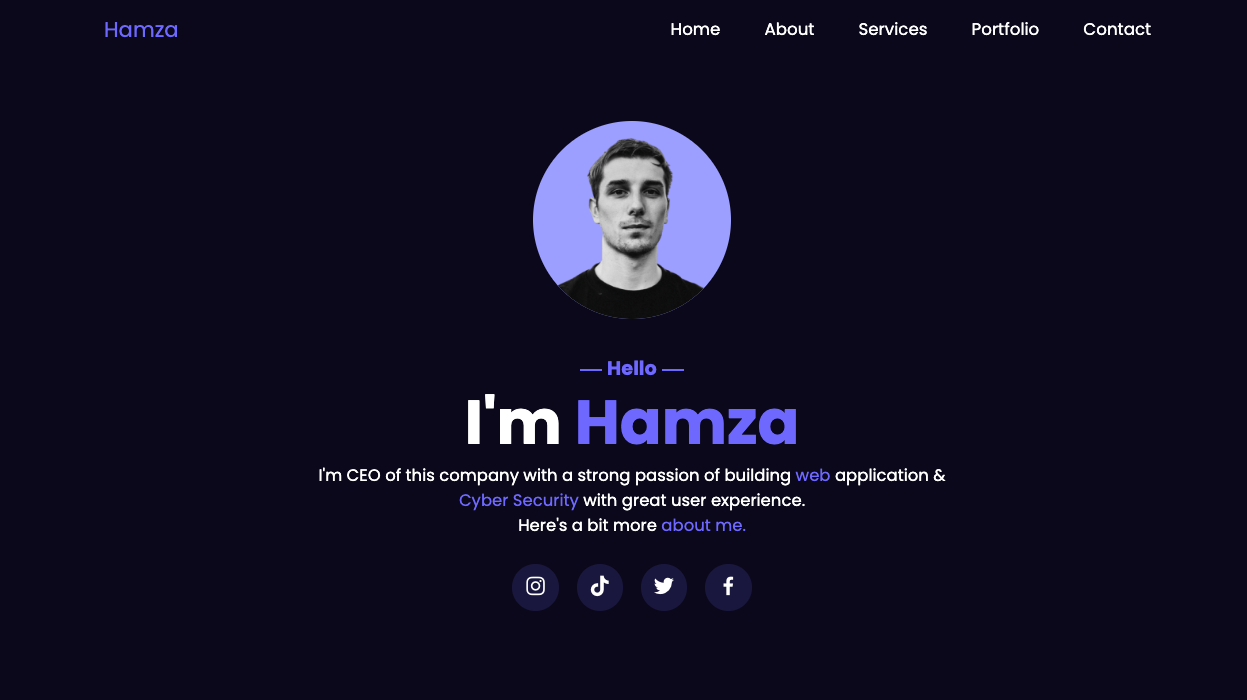 Hamza
Home About Services Portfolio Contact
— Hello —
I'm Hamza
I'm CEO of this company with a strong passion of building web application &
Cyber Security with great user experience.
Here's a bit more about me.